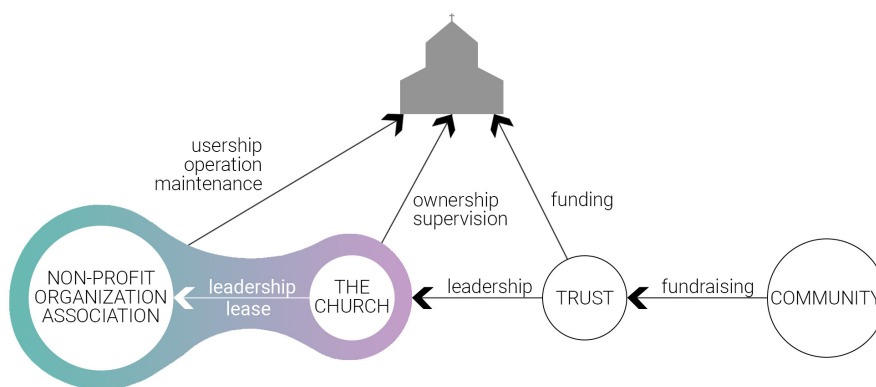 usership
operation
maintenance
ownership
supervision
funding
NON-PROFIT
ORGANIZATION
ASSOCIATION
leadership
lease
THE
CHURCH
leadership
TRUST
fundraising
COMMUNITY